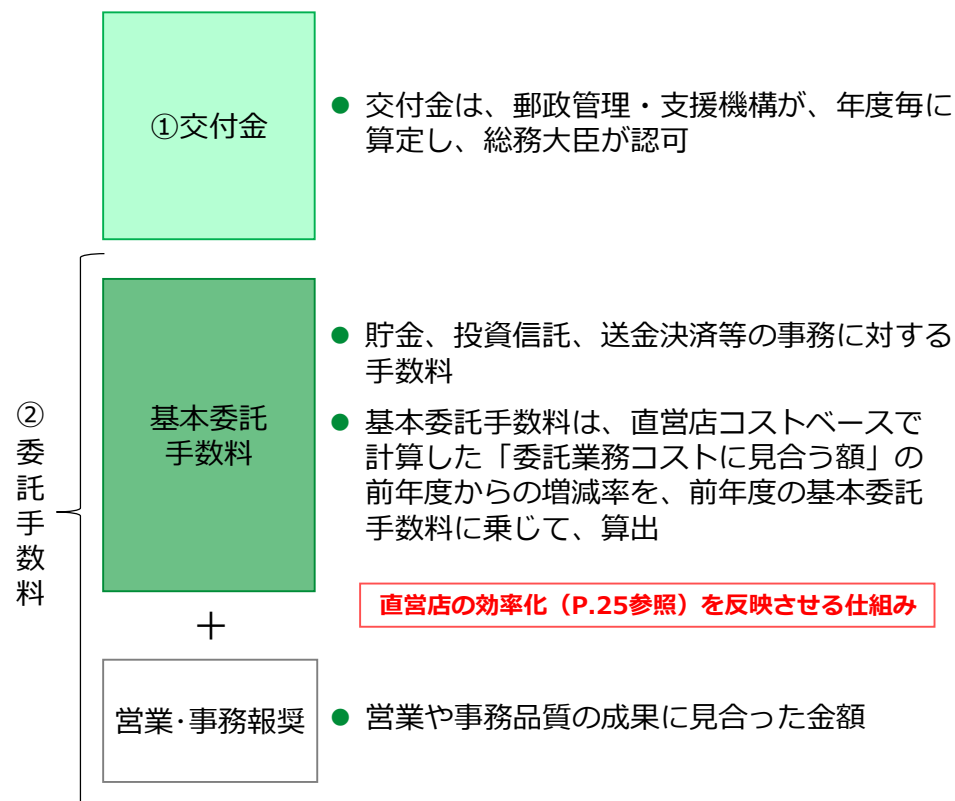 ①交付金
● 交付金は、郵政管理・支援機構が、年度毎に
算定し、総務大臣が認可
②委託手数料
基本委託
手数料
● 貯金、投資信託、送金決済等の事務に対する
手数料
● 基本委託手数料は、直営店コストベースで
計算した「委託業務コストに見合う額」の
前年度からの増減率を、前年度の基本委託
手数料に乗じて、算出
直営店の効率化（P.25参照）を反映させる仕組み
＋
営業・事務報奨
● 営業や事務品質の成果に見合った金額